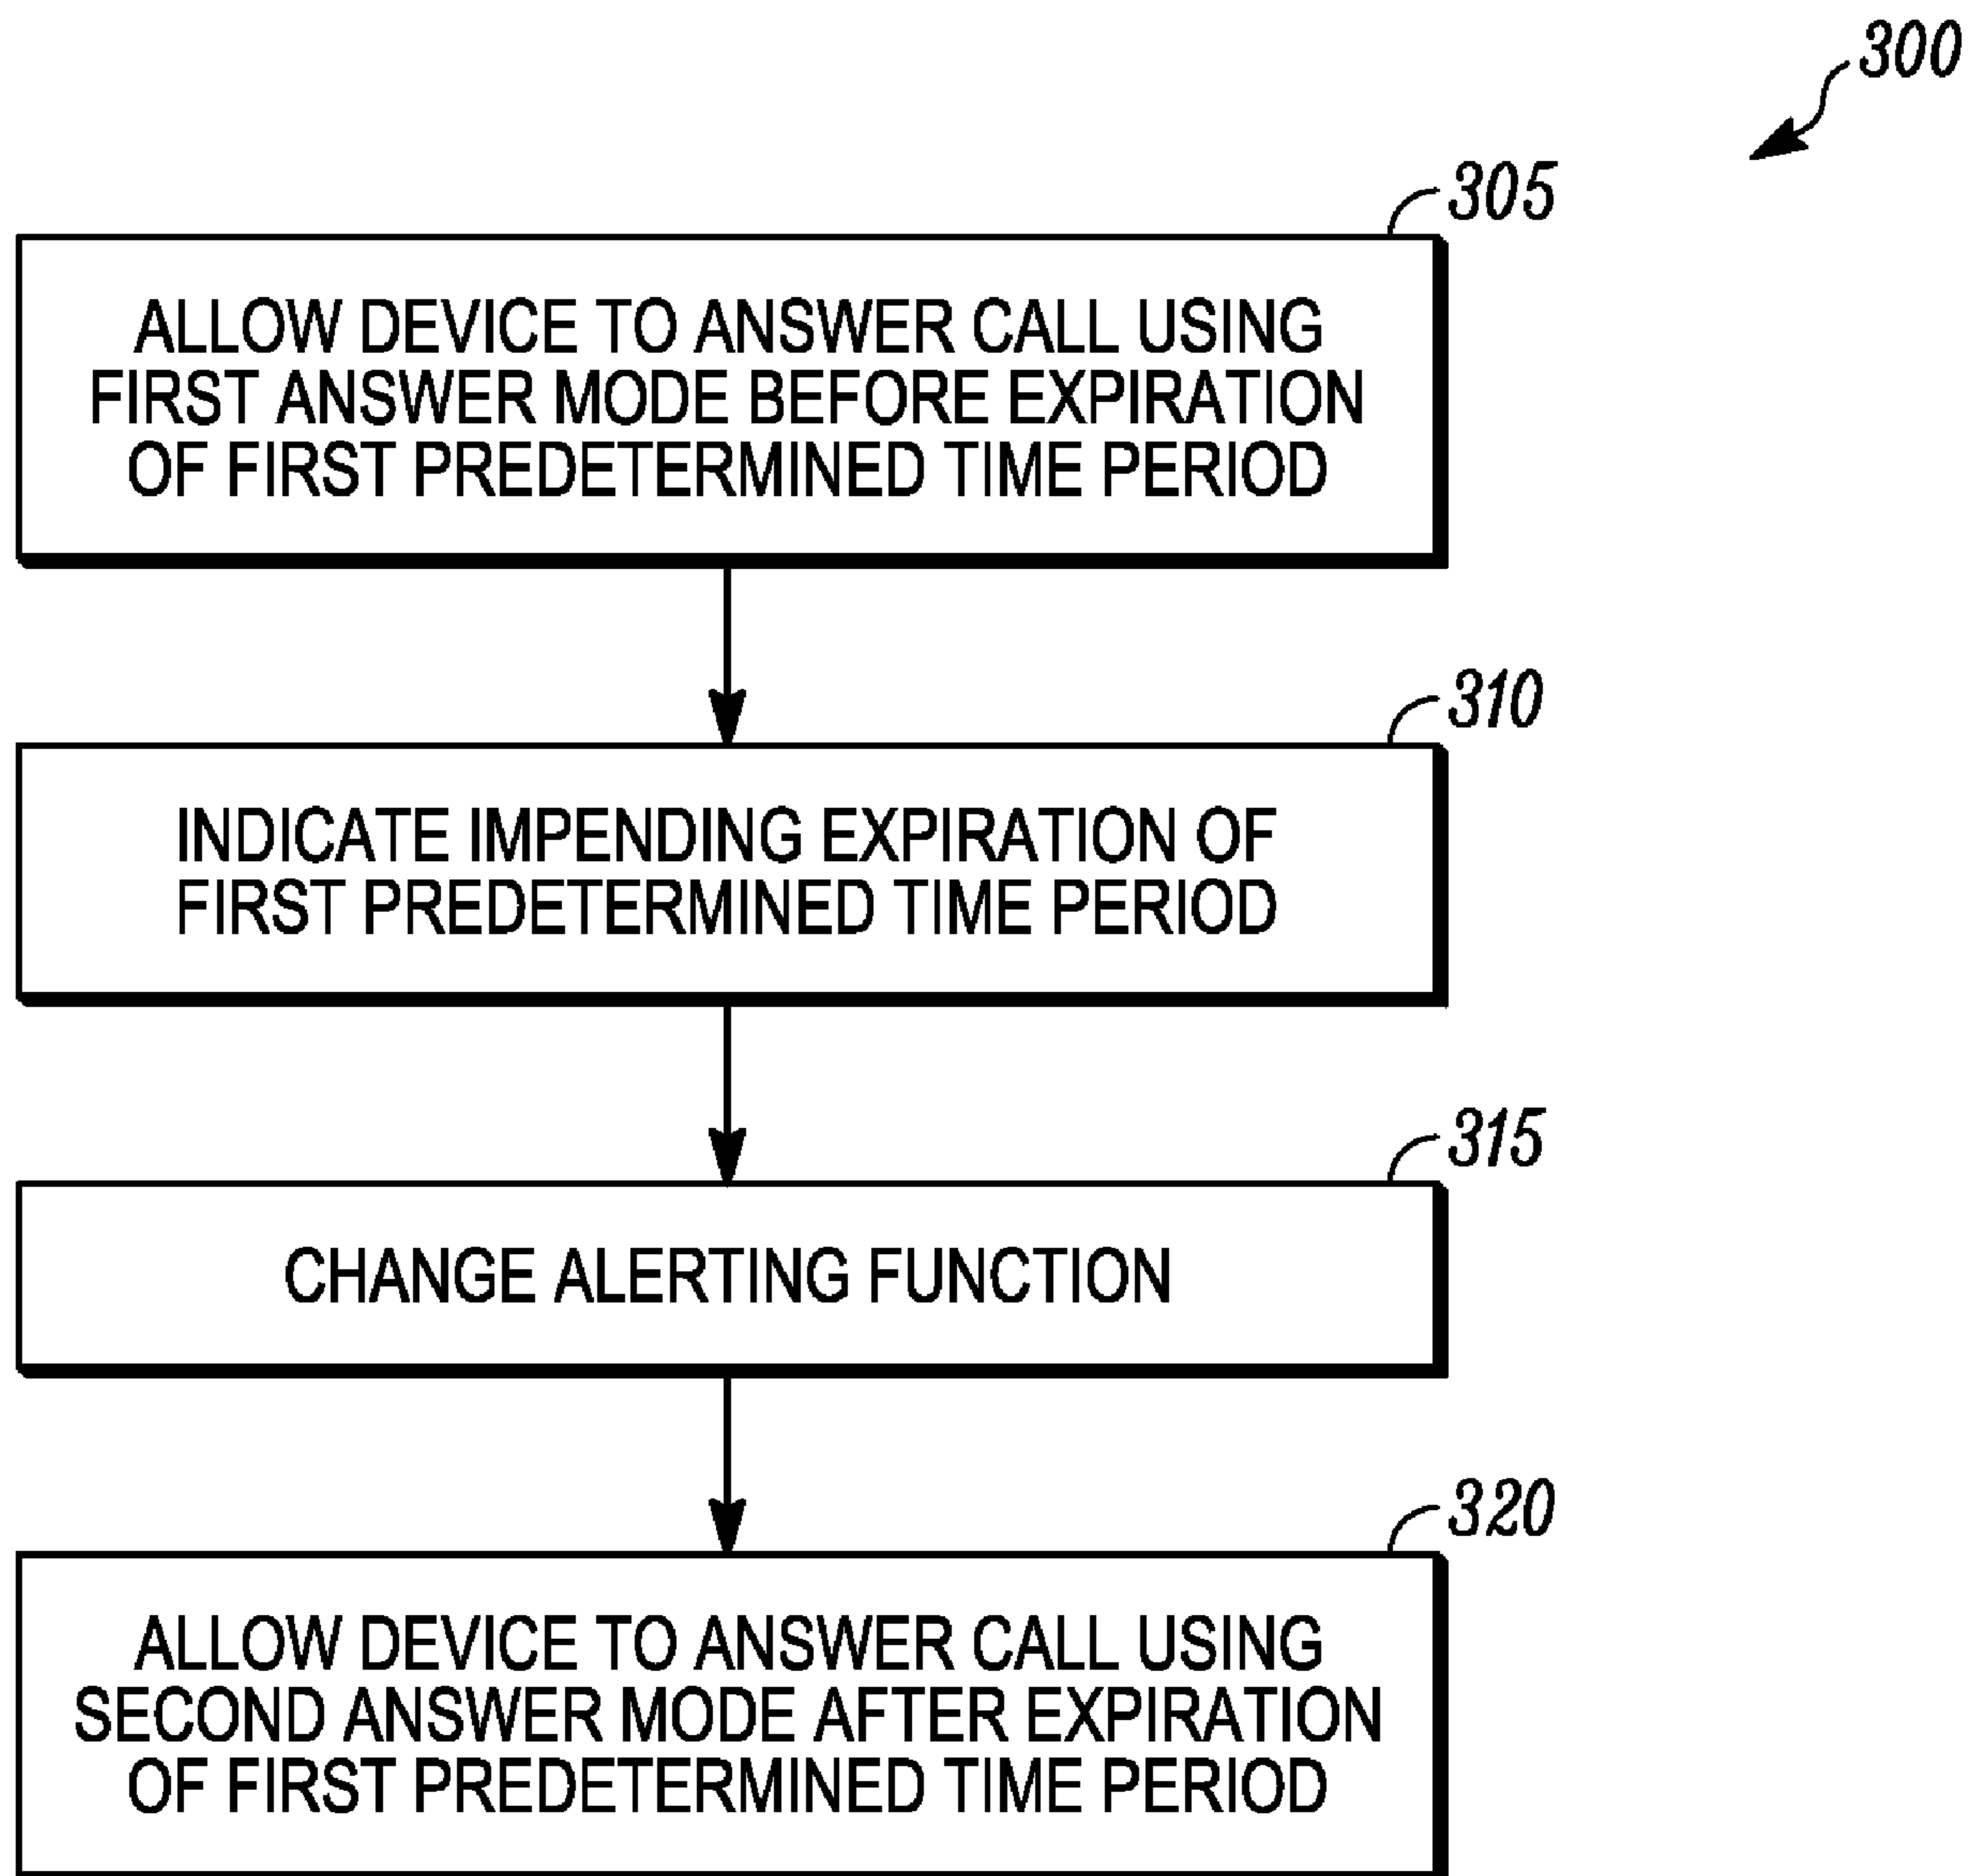 300
305
ALLOW DEVICE TO ANSWER CALL USING
FIRST ANSWER MODE BEFORE EXPIRATION
OF FIRST PREDETERMINED TIME PERIOD
310
INDICATE IMPENDING EXPIRATION OF
FIRST PREDETERMINED TIME PERIOD
315
CHANGE ALERTING FUNCTION
320
ALLOW DEVICE TO ANSWER CALL USING
SECOND ANSWER MODE AFTER EXPIRATION
OF FIRST PREDETERMINED TIME PERIOD